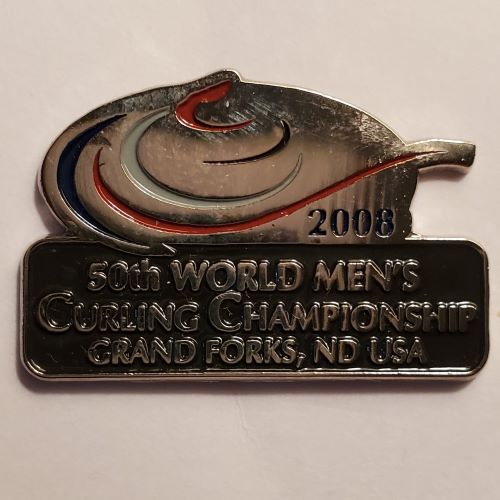 2008
50th WORLD MEN'S
CURLING CHAMPIONSHIP
GRAND FORKS, ND USA